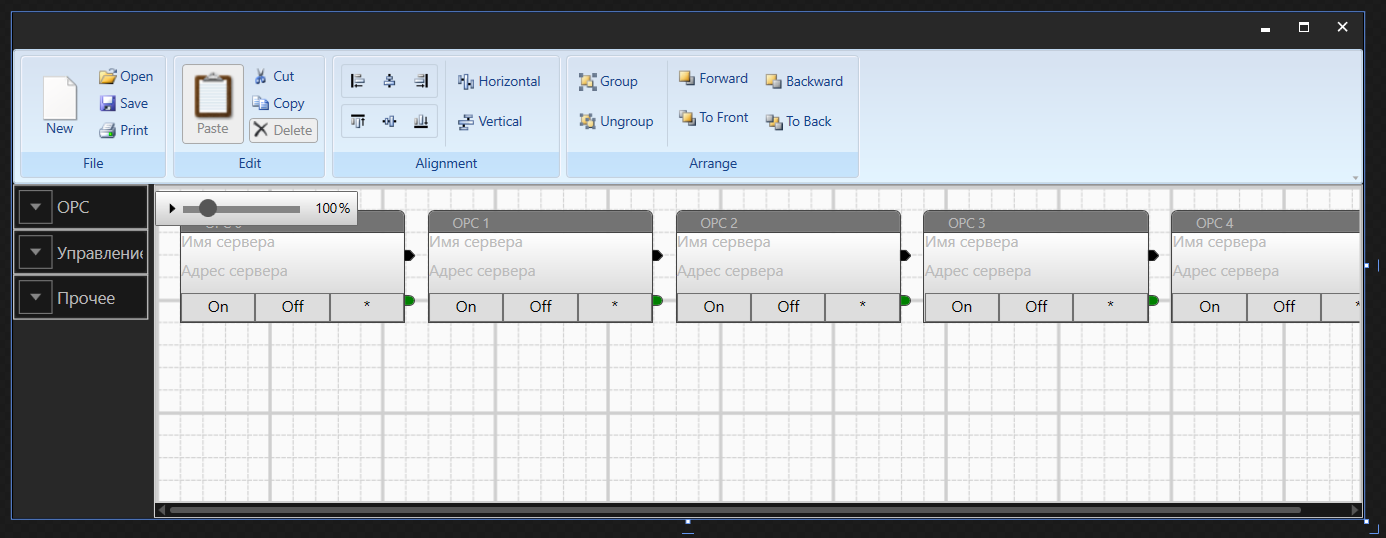 Open
Save
Print
New
File
Paste
Cut
Copy
Delete
Edit
Horizontal
Vertical
Alignment
Group
Ungroup
Forward
To Front
Backward
To Back
Arrange
OPC
Управление
Прочее
100%
OPC 1
OPC 2
OPC 3
OPC 4
Имя сервера
Имя сервера
Имя сервера
Имя сервера
Имя сервера
Адрес сервера
Адрес сервера
Адрес сервера
Адрес сервера
Адрес сервера
On Off *
On Off *
On Off *
On Off *
On Off *